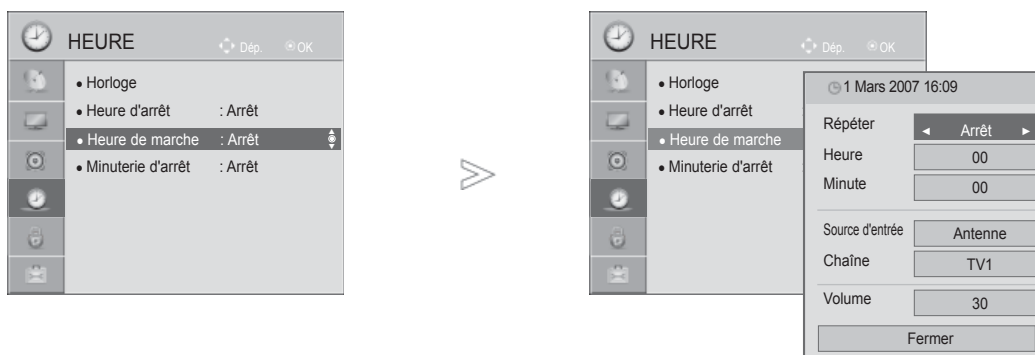 HEURE Dép. OK
• Horloge
• Heure d'arrêt : Arrêt
• Heure de marche : Arrêt
• Minuterie d'arrêt : Arrêt
HEURE Dép. OK
• Horloge
• Heure d'arrêt
• Heure de marche
• Minuterie d'arrêt
1 Mars 2007 16:09
Répéter ◄ Arrêt ►
Heure 00
Minute 00
Source d'entrée Antenne
Chaîne TV1
Volume 30
Fermer